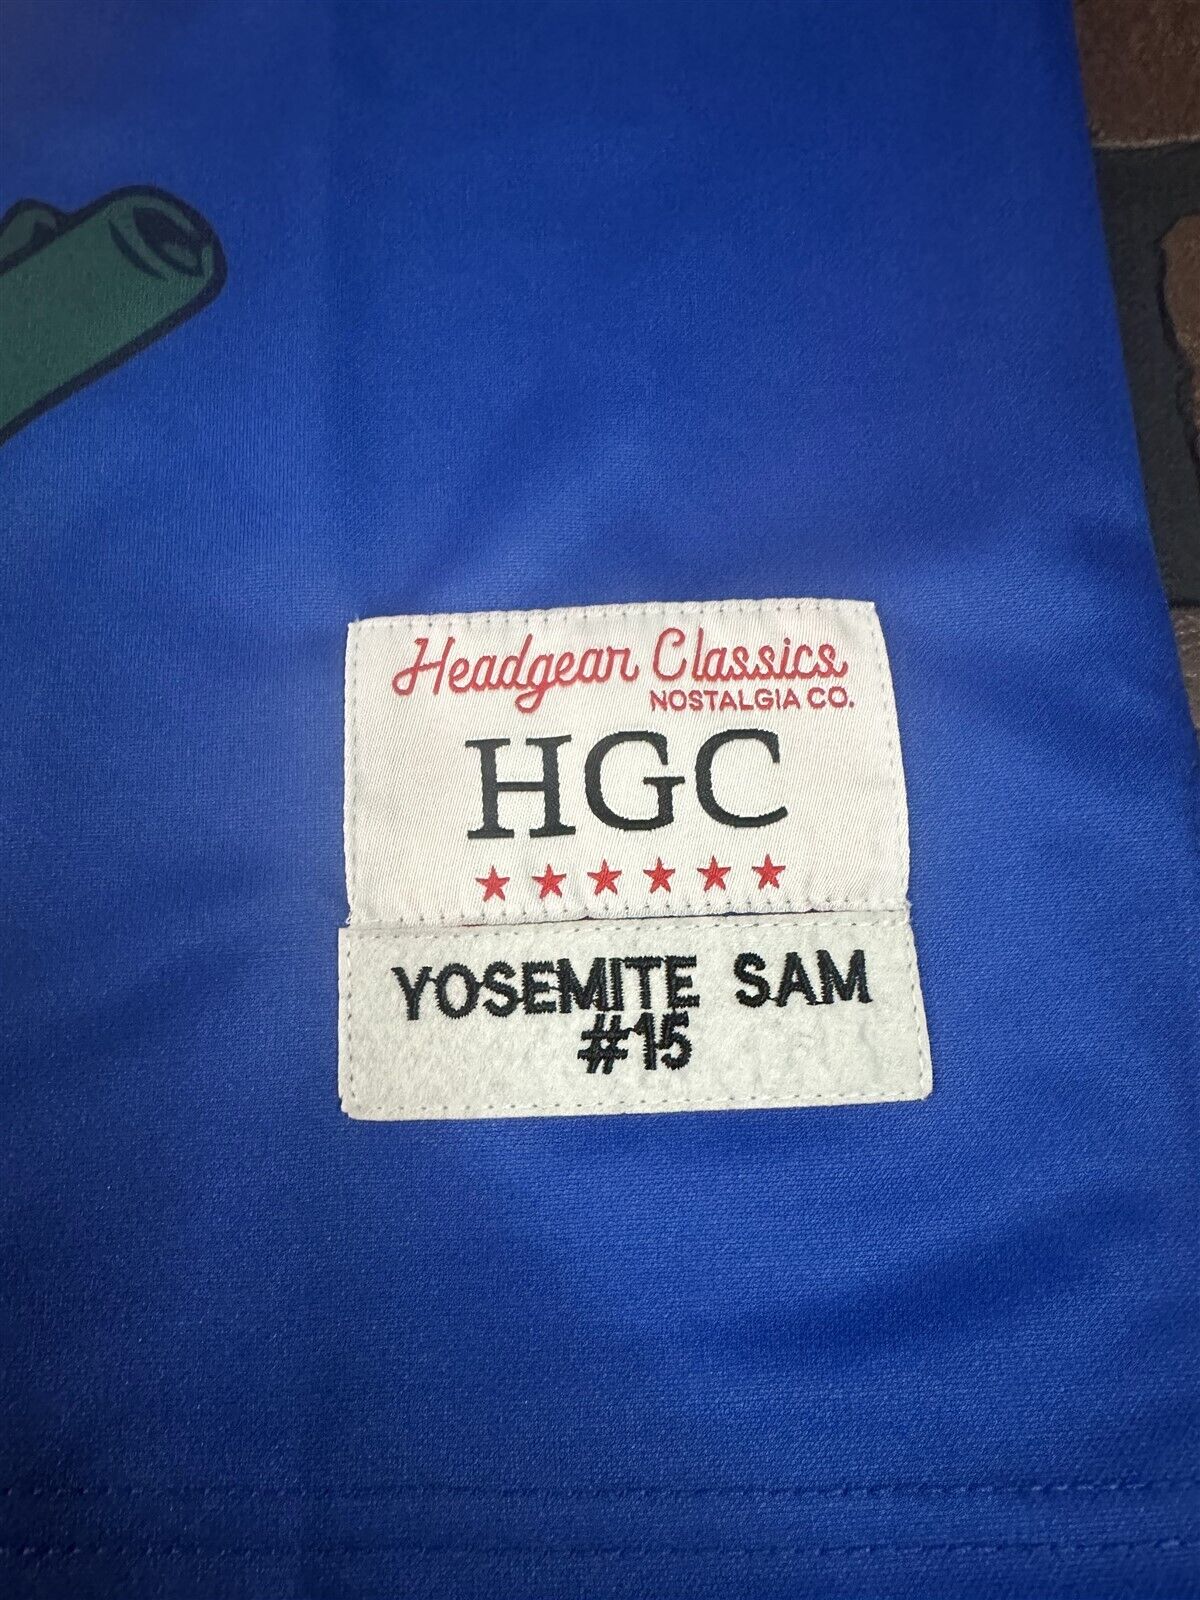 Headgear Classics
NOSTALGIA CO.
HGC
YOSEMITE SAM
#15